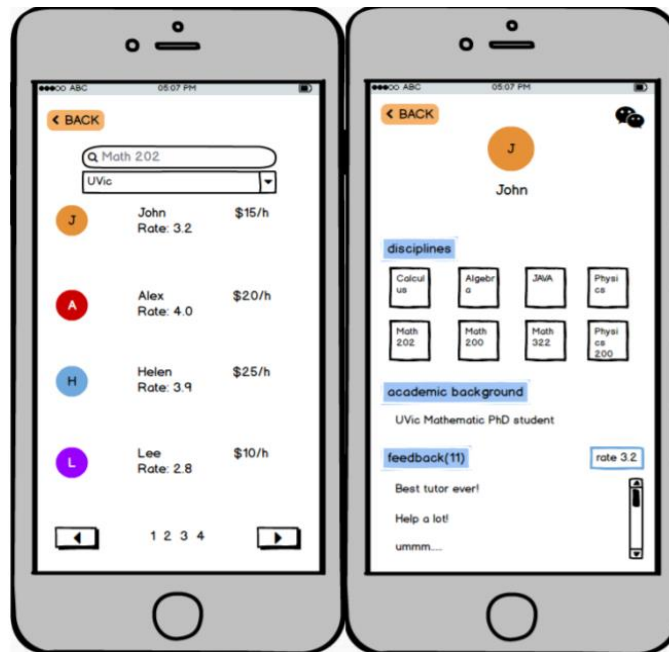 ABC 05:07 PM
< BACK
Math 202
UVic
J John $15/h
Rate: 3.2
A Alex $20/h
Rate: 4.0
H Helen $25/h
Rate: 3.9
L Lee $10/h
Rate: 2.8
1 2 3 4
ABC 05:07 PM
< BACK
J
John
disciplines
Calcul
us
Algebr
a
JAVA
Physi
cs
Math
202
Math
200
Math
322
Physi
cs
200
academic background
UVic Mathematic PhD student
feedback(11) rate 3.2
Best tutor ever!
Help a lot!
ummm....